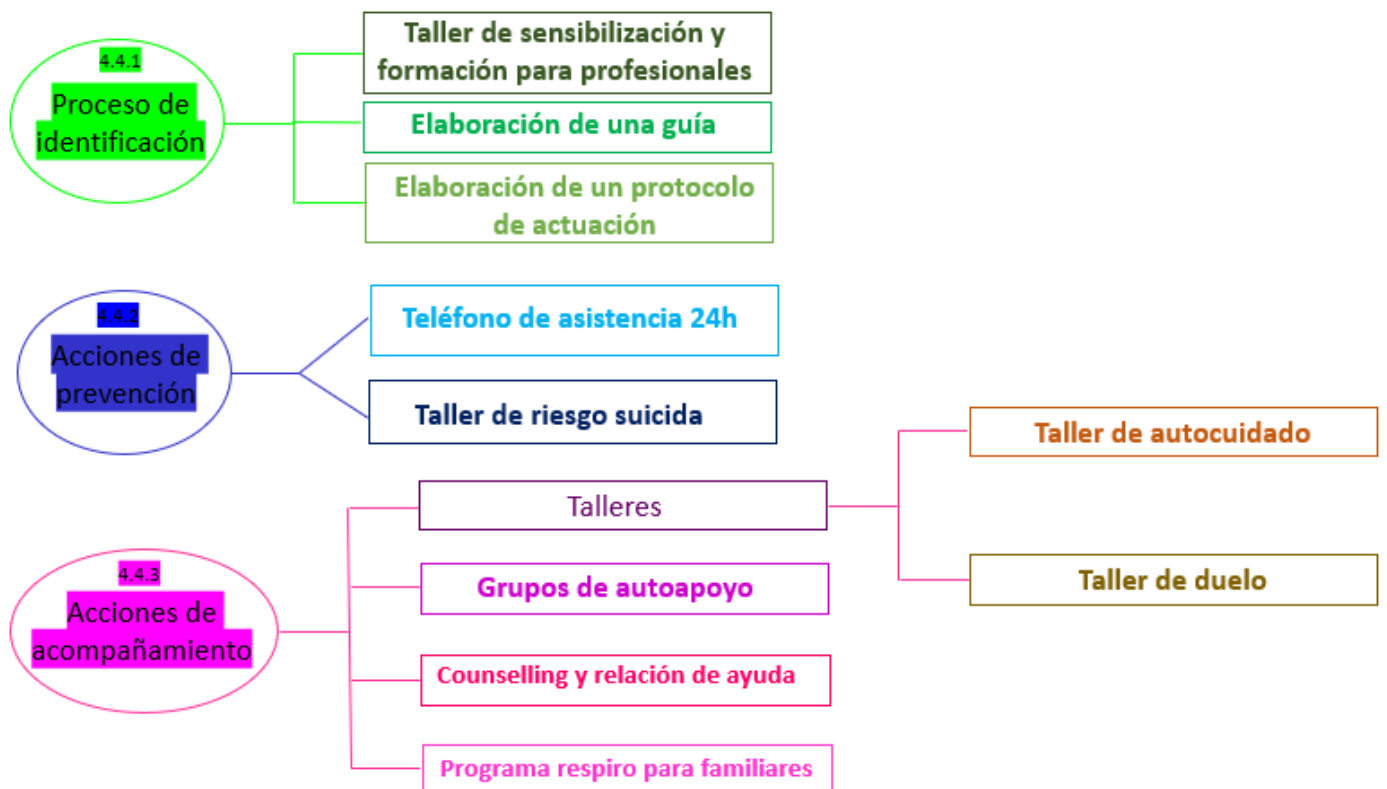 4.4.1
Proceso de
identificación
Taller de sensibilización y
formación para profesionales
Elaboración de una guía
Elaboración de un protocolo
de actuación
4.4.2
Acciones de
prevención
Teléfono de asistencia 24h
Taller de riesgo suicida
4.4.3
Acciones de
acompañamiento
Talleres
Taller de autocuidado
Taller de duelo
Grupos de autoapoyo
Counselling y relación de ayuda
Programa respiro para familiares